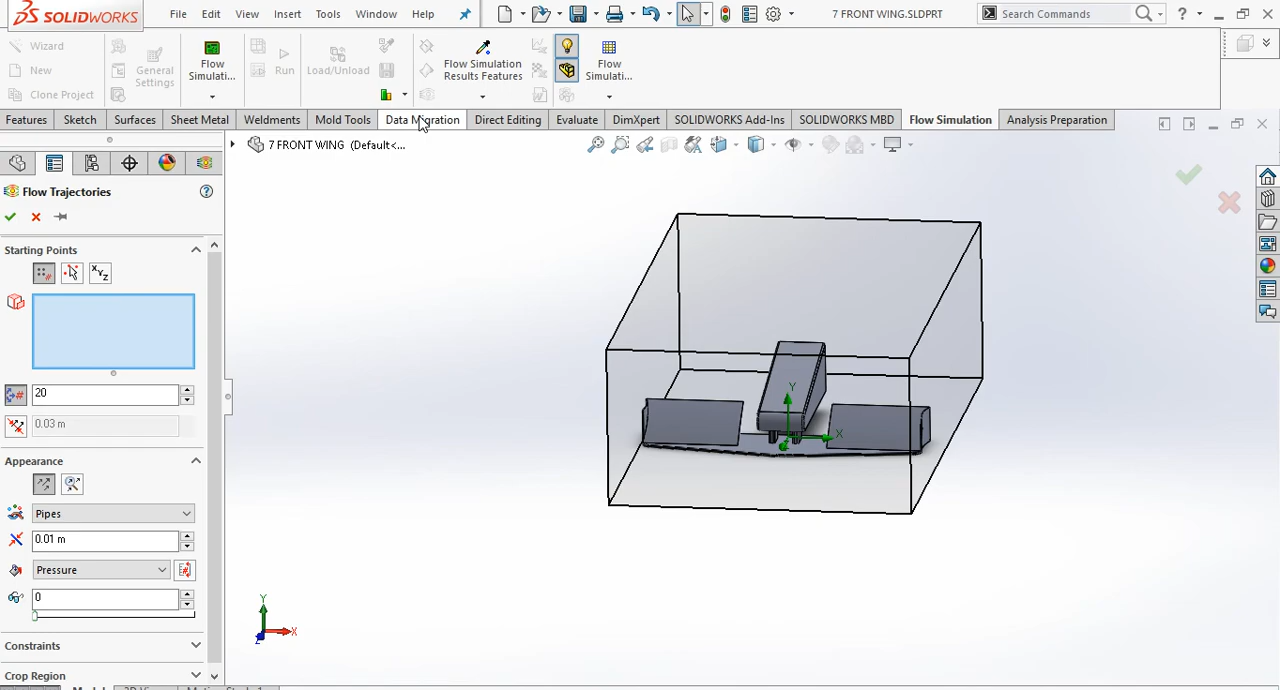 SOLIDWORKS File Edit View Insert Tools Window Help 7 FRONT WING.SLDPRT Search Commands ?
Wizard
New
Clone Project
General
Settings
Flow
Simulati...
Run
Load/Unload
Flow Simulation
Results Features
Flow
Simulati...
Features Sketch Surfaces Sheet Metal Weldments Mold Tools Data Migration Direct Editing Evaluate DimXpert SOLIDWORKS Add-Ins SOLIDWORKS MBD Flow Simulation Analysis Preparation
7 FRONT WING (Default<...
Flow Trajectories ?
Starting Points
XYZ
20
0.03 m
Appearance
Pipes
0.01 m
Pressure
0
Constraints
Crop Region
Y
X
Y
X
Z